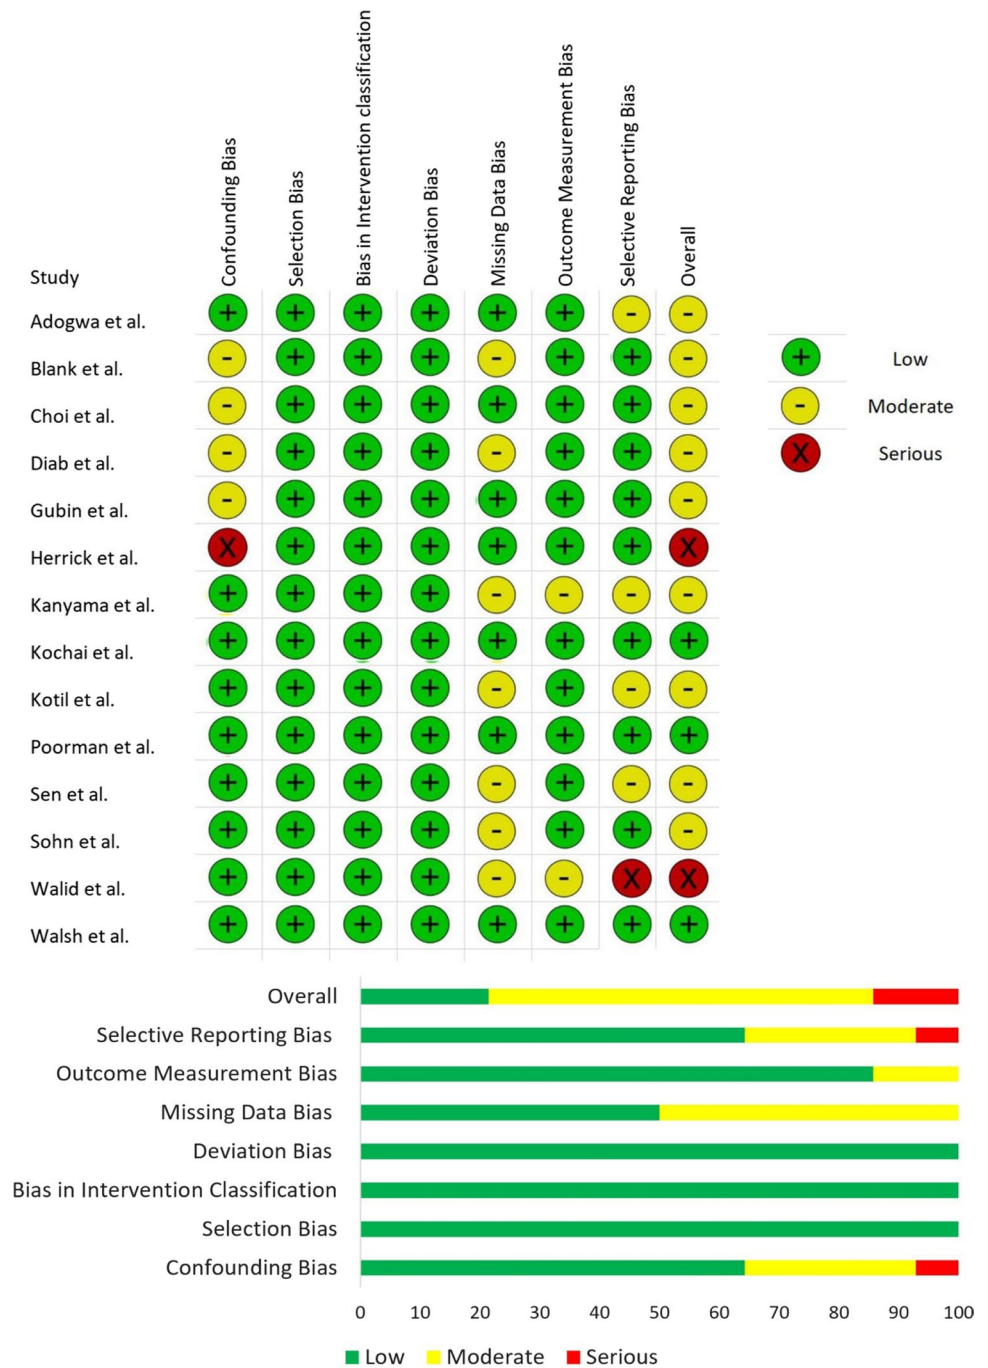 Study
Confounding Bias
Selection Bias
Bias in Intervention classification
Deviation Bias
Missing Data Bias
Outcome Measurement Bias
Selective Reporting Bias
Overall
Adogwa et al. + + + + + + - -
Blank et al. - + + + - + + -
Choi et al. - + + + + + + -
Diab et al. - + + + - + + -
Gubin et al. - + + + + + + -
Herrick et al. X + + + + + + X
Kanyama et al. + + + + - - - -
Kochai et al. + + + + + + + +
Kotil et al. + + + + - + - -
Poorman et al. + + + + + + + +
Sen et al. + + + + - + - -
Sohn et al. + + + + - + + -
Walid et al. + + + + - - X X
Walsh et al. + + + + + + + +
+ Low
- Moderate
X Serious
Overall
Selective Reporting Bias
Outcome Measurement Bias
Missing Data Bias
Deviation Bias
Bias in Intervention Classification
Selection Bias
Confounding Bias
0 10 20 30 40 50 60 70 80 90 100
Low Moderate Serious